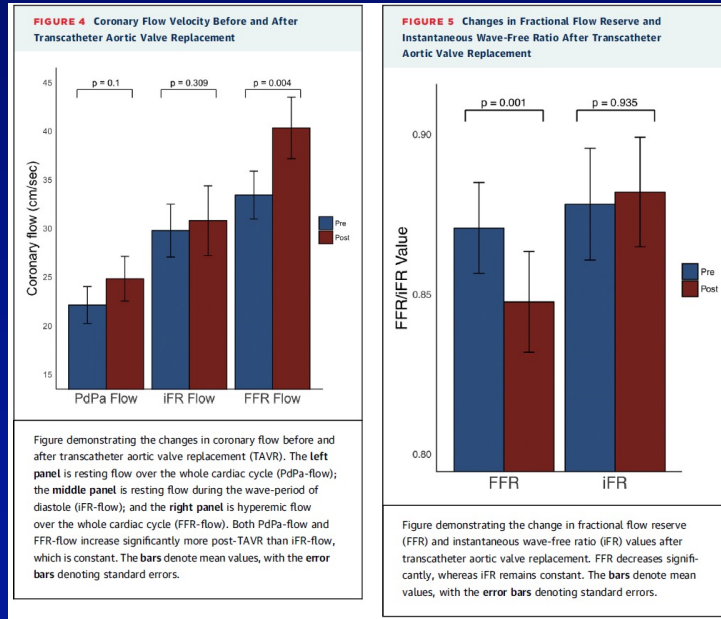 FIGURE 4 Coronary Flow Velocity Before and After
Transcatheter Aortic Valve Replacement
p = 0.1
p = 0.309
p = 0.004
45
40
35
30
25
20
15
Coronary flow (cm/sec)
Pre
Post
PdPa Flow
iFR Flow
FFR Flow
Figure demonstrating the changes in coronary flow before and
after transcatheter aortic valve replacement (TAVR). The left
panel is resting flow over the whole cardiac cycle (PdPa-flow);
the middle panel is resting flow during the wave-period of
diastole (iFR-flow); and the right panel is hyperemic flow
over the whole cardiac cycle (FFR-flow). Both PdPa-flow and
FFR-flow increase significantly more post-TAVR than iFR-flow,
which is constant. The bars denote mean values, with the error
bars denoting standard errors.
FIGURE 5 Changes in Fractional Flow Reserve and
Instantaneous Wave-Free Ratio After Transcatheter
Aortic Valve Replacement
p = 0.001
p = 0.935
0.90
0.85
0.80
FFR/iFR Value
Pre
Post
FFR
iFR
Figure demonstrating the change in fractional flow reserve
(FFR) and instantaneous wave-free ratio (iFR) values after
transcatheter aortic valve replacement. FFR decreases signifi-
cantly, whereas iFR remains constant. The bars denote mean
values, with the error bars denoting standard errors.